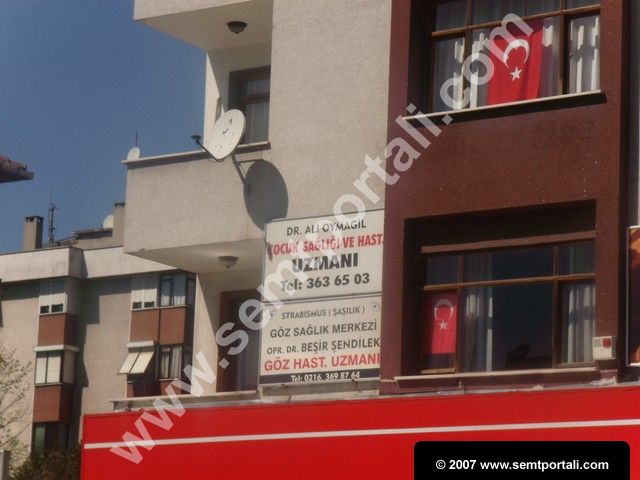 DR. ALİ OYMAGİL
ÇOCUK SAĞLIĞI VE HAST.
UZMANI
Tel: 363 65 03
STRABİSMUS ( ŞAŞILIK )
GÖZ SAĞLIK MERKEZİ
OPR. DR. BEŞİR ŞENDİLEK
GÖZ HAST. UZMANI
Tel: 0216 369 87 64
www.semtportali.com
© 2007 www.semtportali.com